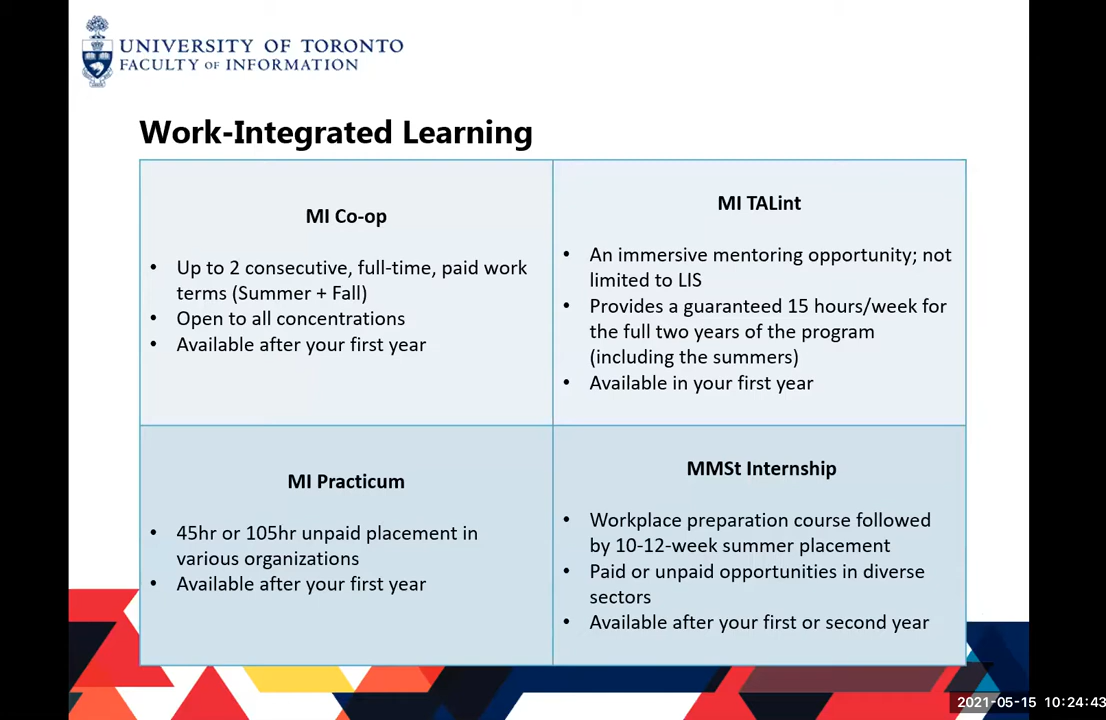 UNIVERSITY OF TORONTO
FACULTY OF INFORMATION
Work-Integrated Learning
MI Co-op
• Up to 2 consecutive, full-time, paid work
terms (Summer + Fall)
• Open to all concentrations
• Available after your first year
MI TALint
• An immersive mentoring opportunity; not
limited to LIS
• Provides a guaranteed 15 hours/week for
the full two years of the program
(including the summers)
• Available in your first year
MI Practicum
• 45hr or 105hr unpaid placement in
various organizations
• Available after your first year
MMSt Internship
• Workplace preparation course followed
by 10-12-week summer placement
• Paid or unpaid opportunities in diverse
sectors
• Available after your first or second year
2021-05-15 10:24:43